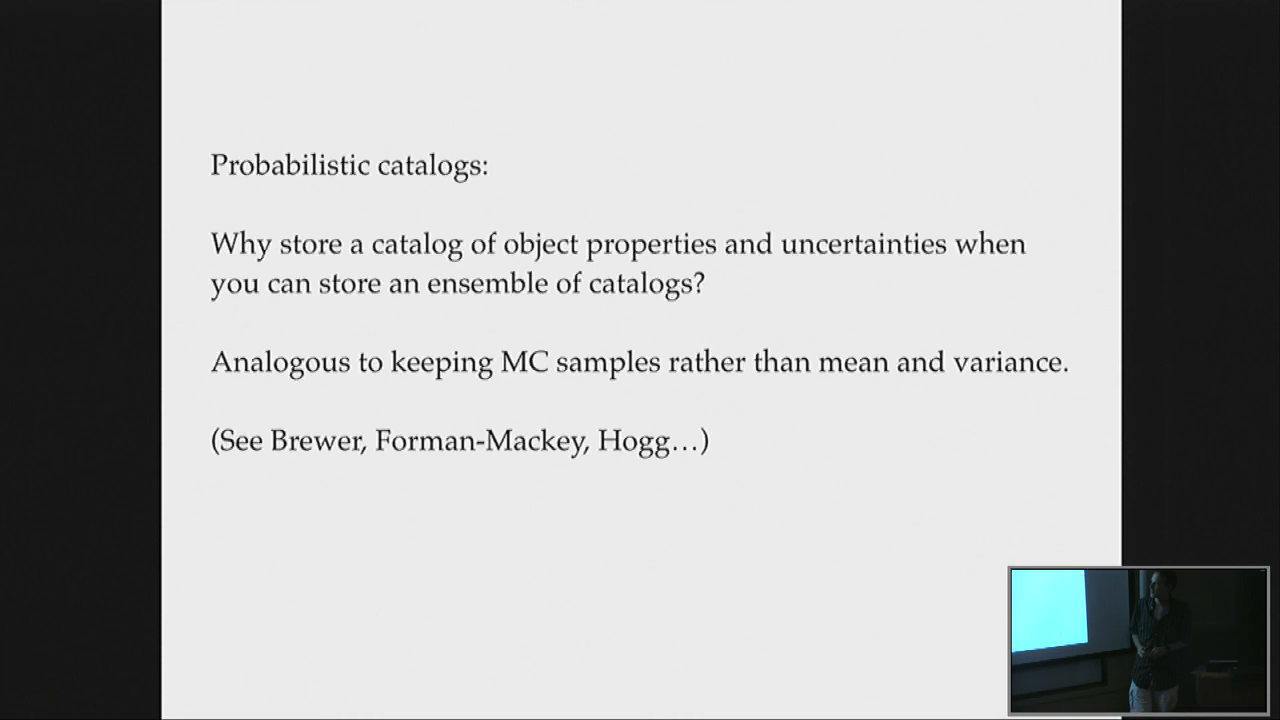 Probabilistic catalogs:
Why store a catalog of object properties and uncertainties when
you can store an ensemble of catalogs?
Analogous to keeping MC samples rather than mean and variance.
(See Brewer, Forman-Mackey, Hogg…)